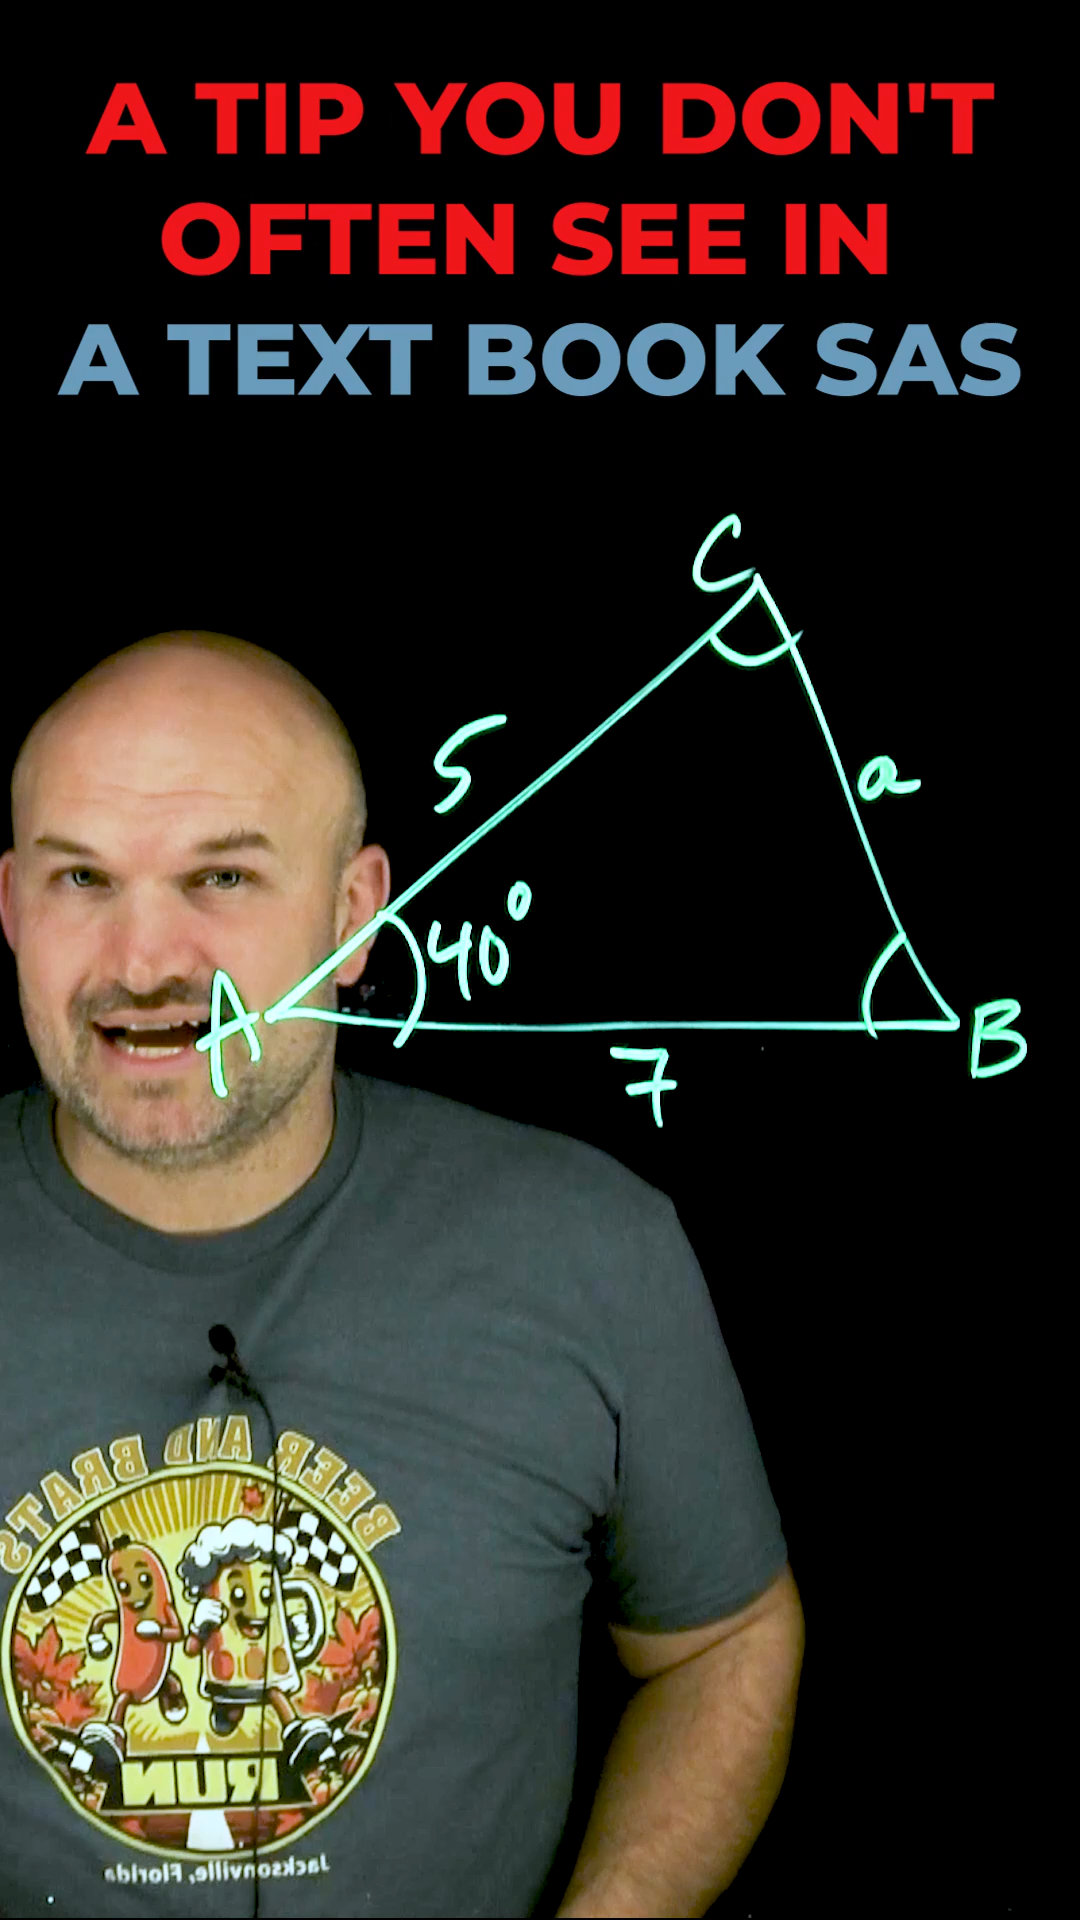 A TIP YOU DON'T
OFTEN SEE IN
A TEXT BOOK SAS
C
5
a
40°
A
B
7
BEER AND BRATS
RUN
Jacksonville, Florida